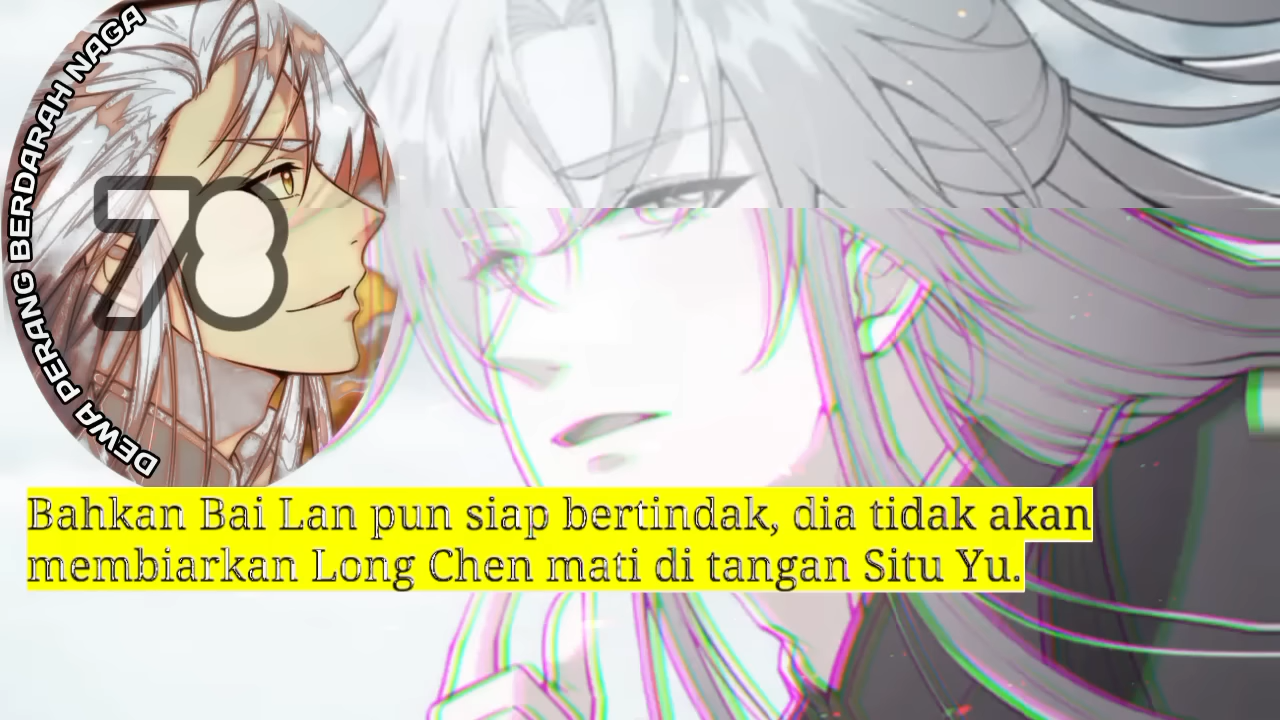 DEWA PERANG BERDARAH NAGA
78
Bahkan Bai Lan pun siap bertindak, dia tidak akan
membiarkan Long Chen mati di tangan Situ Yu.